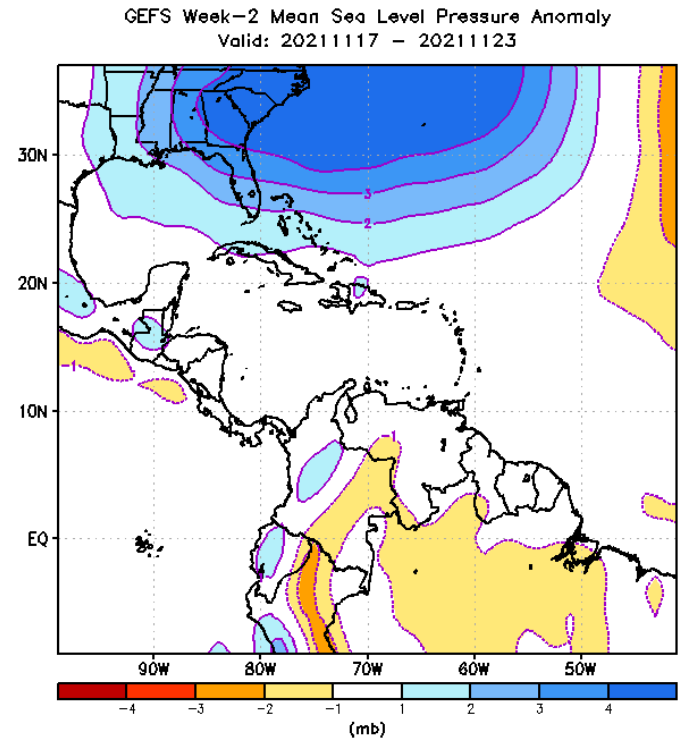 GEFS Week-2 Mean Sea Level Pressure Anomaly
Valid: 20211117 - 20211123
30N
3
2
20N
-1
10N
-1
EQ
90W 80W 70W 60W 50W
-4 -3 -2 -1 1 2 3 4
(mb)